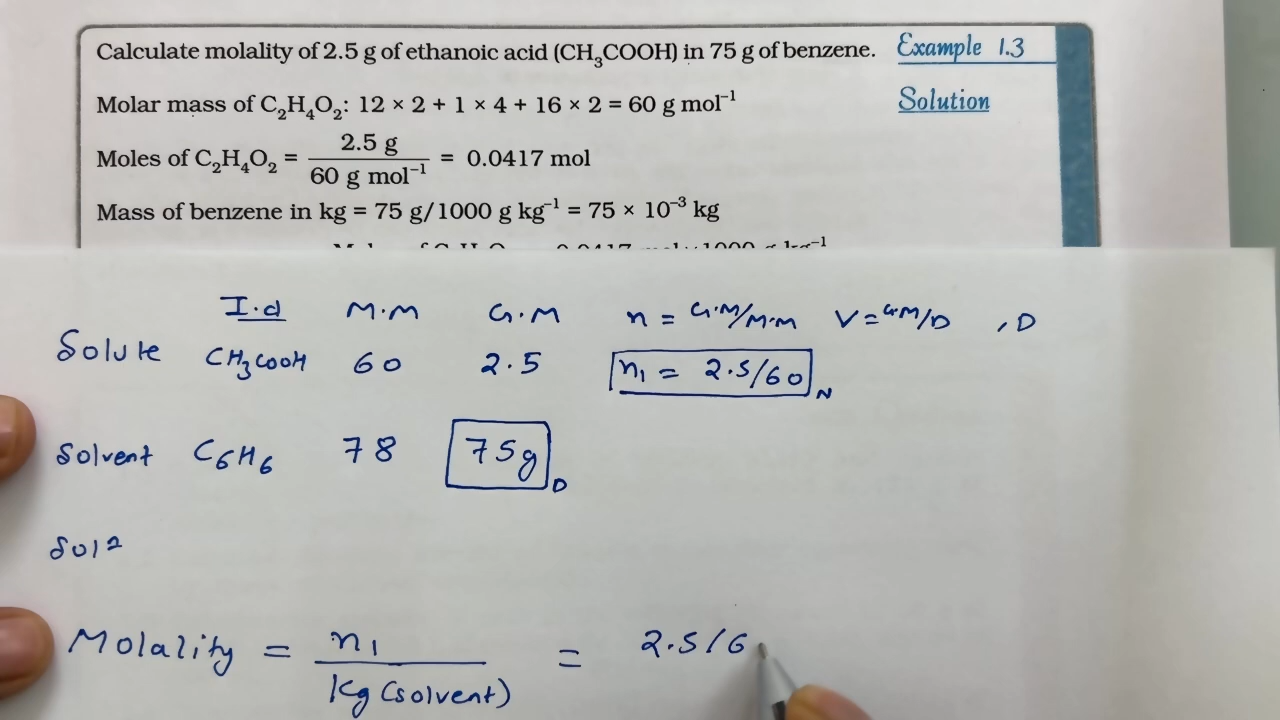 Calculate molality of 2.5 g of ethanoic acid (CH₃COOH) in 75 g of benzene. Example 1.3
Molar mass of C₂H₄O₂: 12 × 2 + 1 × 4 + 16 × 2 = 60 g mol⁻¹ Solution
Moles of C₂H₄O₂ = 2.5 g / 60 g mol⁻¹ = 0.0417 mol
Mass of benzene in kg = 75 g/1000 g kg⁻¹ = 75 × 10⁻³ kg
I.d M.M G.M n = G.M/M.M V = G.M/D , D
Solute CH₃COOH 60 2.5 n₁ = 2.5/60 N
Solvent C₆H₆ 78 75g D
Molality = n₁ / kg (solvent) = 2.5/6